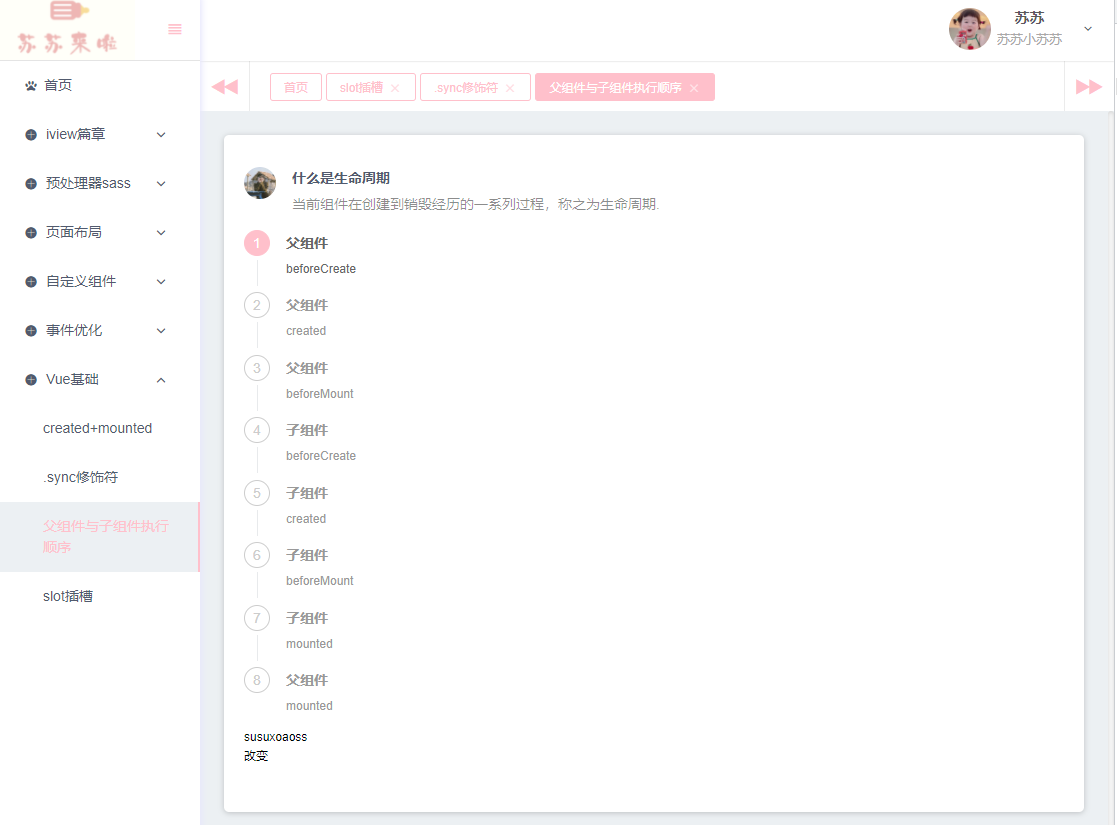 苏苏来啦
苏苏
苏苏小苏苏
首页
iview篇章
预处理器sass
页面布局
自定义组件
事件优化
Vue基础
created+mounted
.sync修饰符
父组件与子组件执行
顺序
slot插槽
首页
slot插槽
.sync修饰符
父组件与子组件执行顺序
什么是生命周期
当前组件在创建到销毁经历的一系列过程，称之为生命周期.
1 父组件
beforeCreate
2 父组件
created
3 父组件
beforeMount
4 子组件
beforeCreate
5 子组件
created
6 子组件
beforeMount
7 子组件
mounted
8 父组件
mounted
susuxoaoss
改变